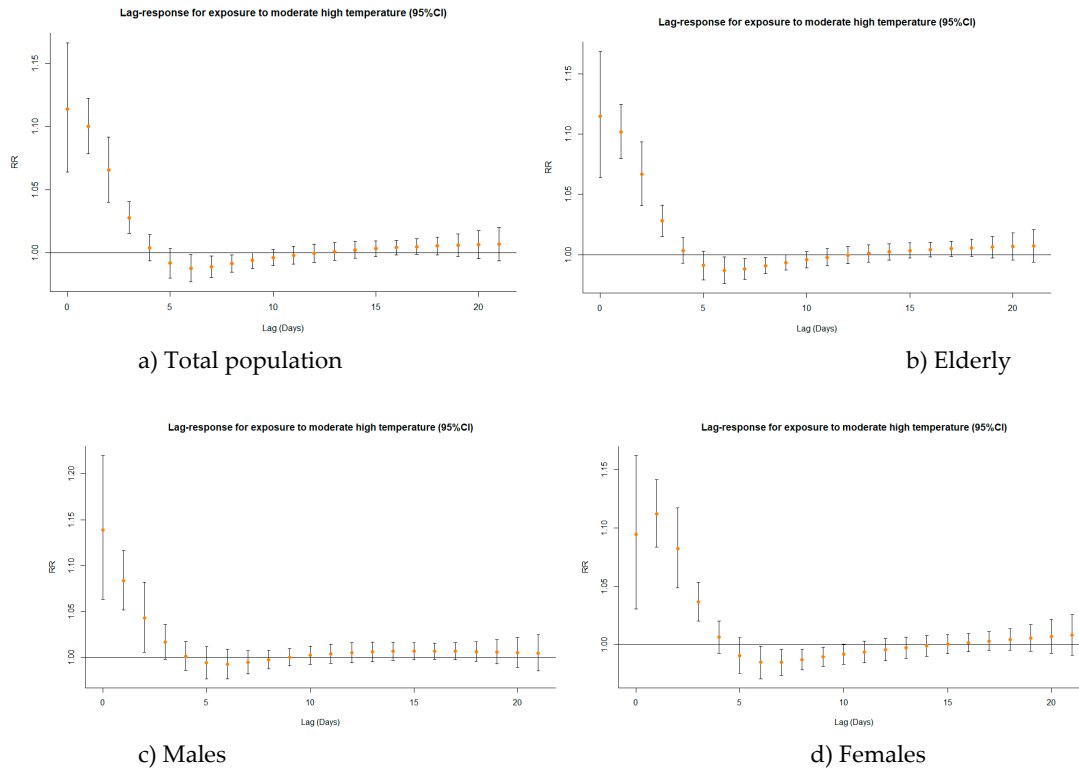 Lag-response for exposure to moderate high temperature (95%CI)
1.15
1.10
1.05
1.00
RR
0 5 10 15 20
Lag (Days)
a) Total population
Lag-response for exposure to moderate high temperature (95%CI)
1.15
1.10
1.05
1.00
RR
0 5 10 15 20
Lag (Days)
b) Elderly
Lag-response for exposure to moderate high temperature (95%CI)
1.20
1.15
1.10
1.05
1.00
RR
0 5 10 15 20
Lag (Days)
c) Males
Lag-response for exposure to moderate high temperature (95%CI)
1.15
1.10
1.05
1.00
RR
0 5 10 15 20
Lag (Days)
d) Females